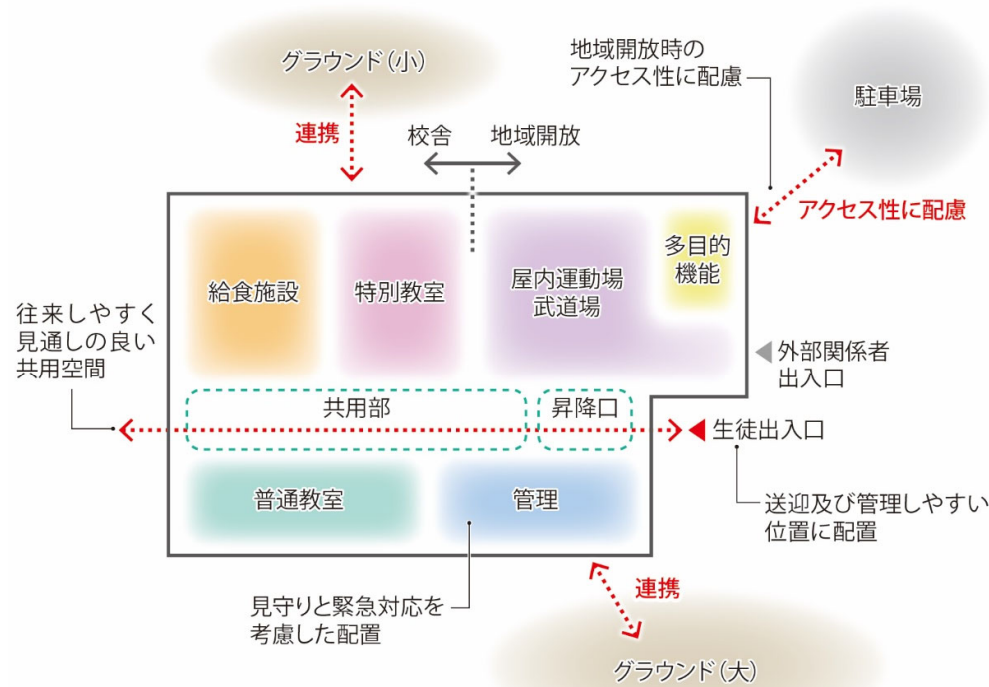 グラウンド（小）
地域開放時の
アクセス性に配慮
駐車場
連携
校舎
地域開放
アクセス性に配慮
給食施設
特別教室
屋内運動場
武道場
多目的
機能
往来しやすく
見通しの良い
共用空間
外部関係者
出入口
共用部
昇降口
生徒出入口
普通教室
管理
送迎及び管理しやすい
位置に配置
見守りと緊急対応を
考慮した配置
連携
グラウンド（大）